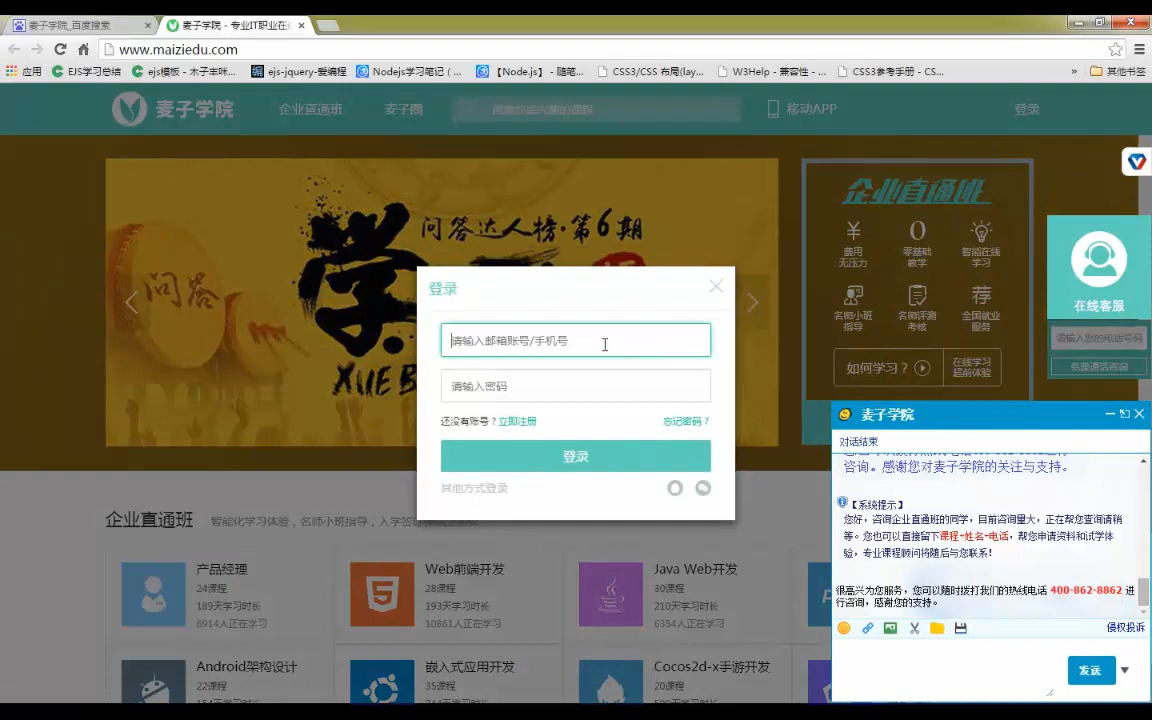 麦子学院_百度搜索
麦子学院 - 专业IT职业在
www.maiziedu.com
应用
EJS学习总结
ejs模板 - 木子丰咪...
ejs-jquery-爱编程
Nodejs学习笔记（ ...
【Node.js】 - 随笔...
CSS3/CSS 布局(lay...
W3Help - 兼容性 - ...
CSS3参考手册 - CS...
»
其他书签
麦子学院
企业直通班
麦子圈
移动APP
登录
问答达人榜·第6期
问答
学
XUE B
企业直通班
费用
无压力
零基础
教学
智能在线
学习
名师小班
指导
名师评测
考核
荐
全国就业
服务
如何学习？
在线学习
超前体验
在线客服
请输入您的电话号码
免费通话咨询
登录
请输入邮箱账号/手机号
请输入密码
还没有账号？立即注册
忘记密码？
登录
其他方式登录
麦子学院
对话结束
咨询。感谢您对麦子学院的关注与支持。
【系统提示】
您好，咨询企业直通班的同学，目前咨询量大，正在帮您查询请稍
等。您也可以直接留下课程+姓名+电话，帮您申请资料和试学体
验，专业课程顾问将随后与您联系！
很高兴为您服务，您可以随时拨打我们的热线电话 400-862-8862 进
行咨询，感谢您的支持。
侵权投诉
发送
企业直通班
智能化学习体验，名师小班指导，入学签
产品经理
24课程
189天学习时长
6914人正在学习
Web前端开发
28课程
193天学习时长
10861人正在学习
Java Web开发
30课程
210天学习时长
6354人正在学习
Android架构设计
22课程
嵌入式应用开发
35课程
Cocos2d-x手游开发
20课程